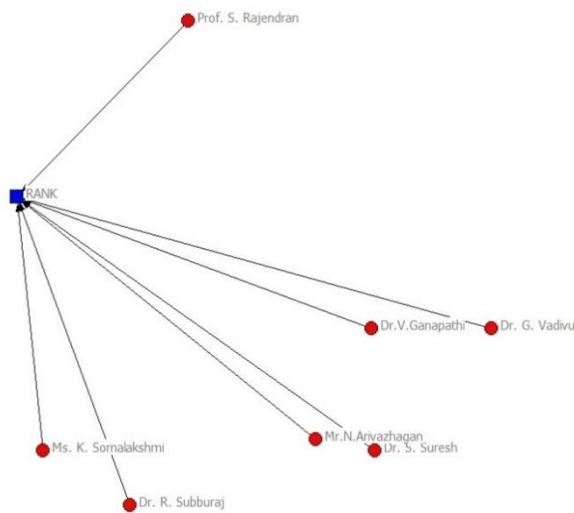 Prof. S. Rajendran
RANK
Dr.V.Ganapathi
Dr. G. Vadivu
Mr.N.Arivazhagan
Dr. S. Suresh
Ms. K. Sornalakshmi
Dr. R. Subburaj